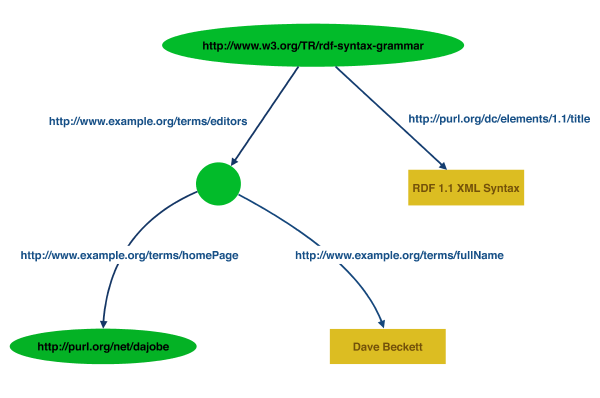 http://www.w3.org/TR/rdf-syntax-grammar
http://www.example.org/terms/editors
http://purl.org/dc/elements/1.1/title
RDF 1.1 XML Syntax
http://www.example.org/terms/homePage
http://www.example.org/terms/fullName
http://purl.org/net/dajobe
Dave Beckett